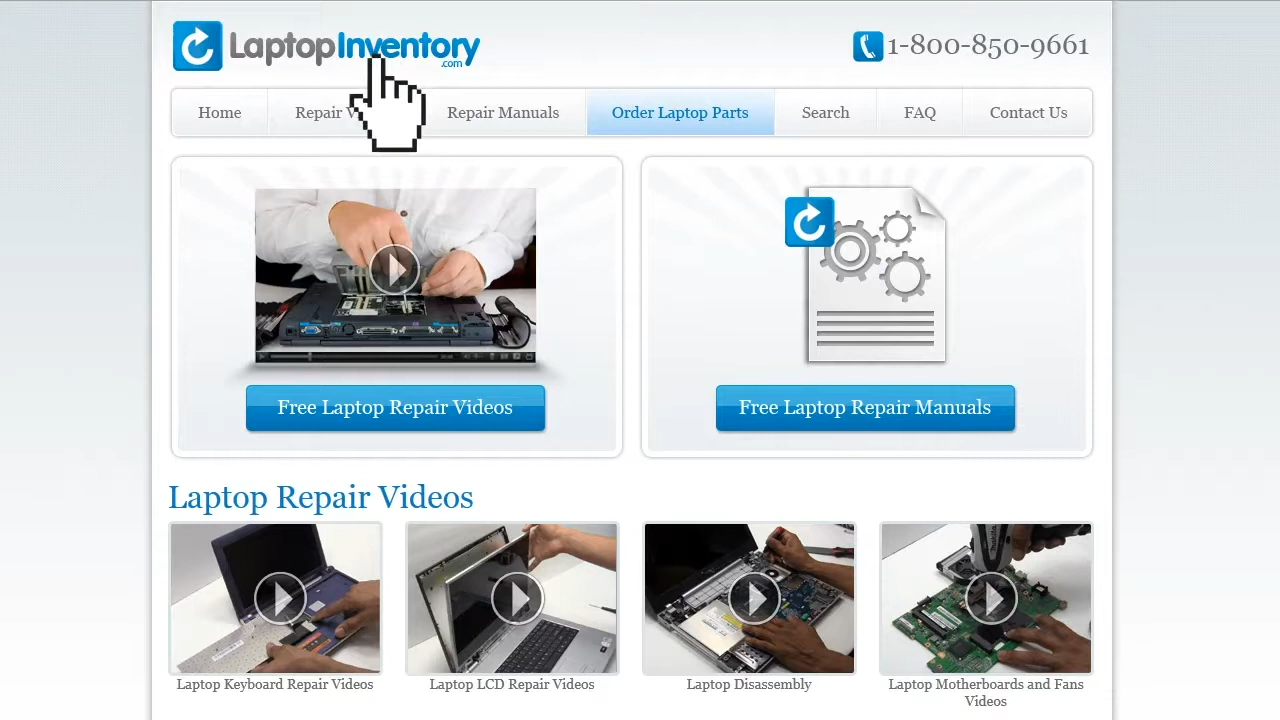 LaptopInventory
.com
1-800-850-9661
Home
Repair
Repair Manuals
Order Laptop Parts
Search
FAQ
Contact Us
Free Laptop Repair Videos
Free Laptop Repair Manuals
Laptop Repair Videos
Laptop Keyboard Repair Videos
Laptop LCD Repair Videos
Laptop Disassembly
Laptop Motherboards and Fans
Videos